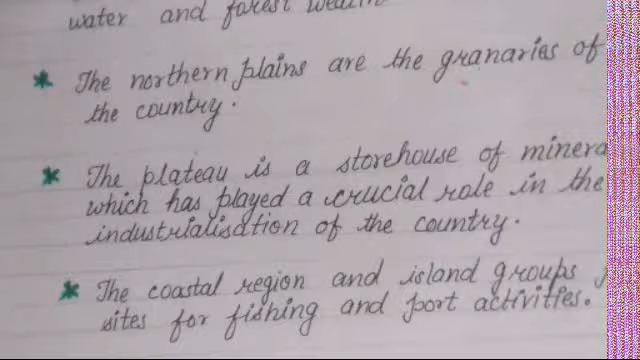 water and forest wealth
* The northern plains are the granaries of
the country.
* The plateau is a storehouse of
which has played a crucial role in the
industrialisation of the country.
* The coastal region and island groups
sites for fishing and port activities.